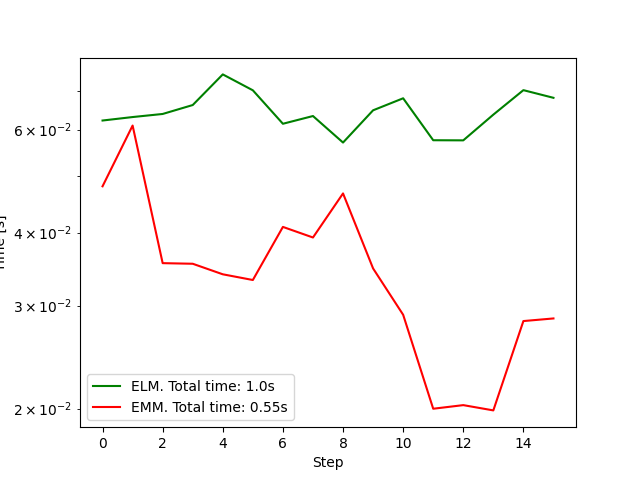 6 × 10⁻²
4 × 10⁻²
3 × 10⁻²
2 × 10⁻²
[s]
ELM. Total time: 1.0s
EMM. Total time: 0.55s
0 2 4 6 8 10 12 14
Step